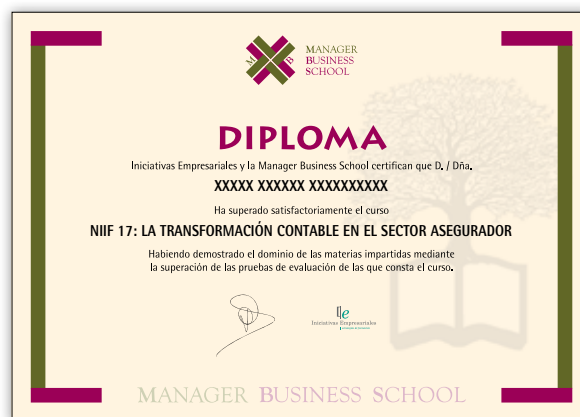 M B
MANAGER
BUSINESS
SCHOOL
DIPLOMA
Iniciativas Empresariales y la Manager Business School certifican que D. / Dña.
XXXXX XXXXXX XXXXXXXXXX
Ha superado satisfactoriamente el curso
NIIF 17: LA TRANSFORMACIÓN CONTABLE EN EL SECTOR ASEGURADOR
Habiendo demostrado el dominio de las materias impartidas mediante
la superación de las pruebas de evaluación de las que consta el curso.
Iniciativas Empresariales
MANAGER BUSINESS SCHOOL